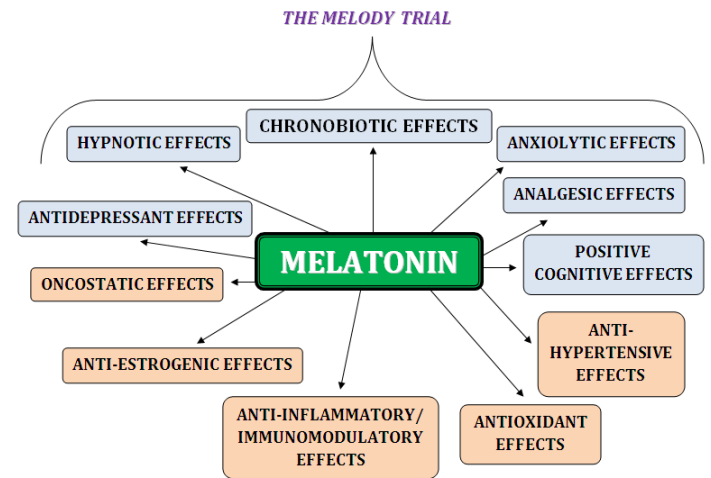 THE MELODY TRIAL
CHRONOBIOTIC EFFECTS
HYPNOTIC EFFECTS
ANXIOLYTIC EFFECTS
ANALGESIC EFFECTS
ANTIDEPRESSANT EFFECTS
POSITIVE
COGNITIVE EFFECTS
MELATONIN
ONCOSTATIC EFFECTS
ANTI-
HYPERTENSIVE
EFFECTS
ANTI-ESTROGENIC EFFECTS
ANTI-INFLAMMATORY/
IMMUNOMODULATORY
EFFECTS
ANTIOXIDANT
EFFECTS